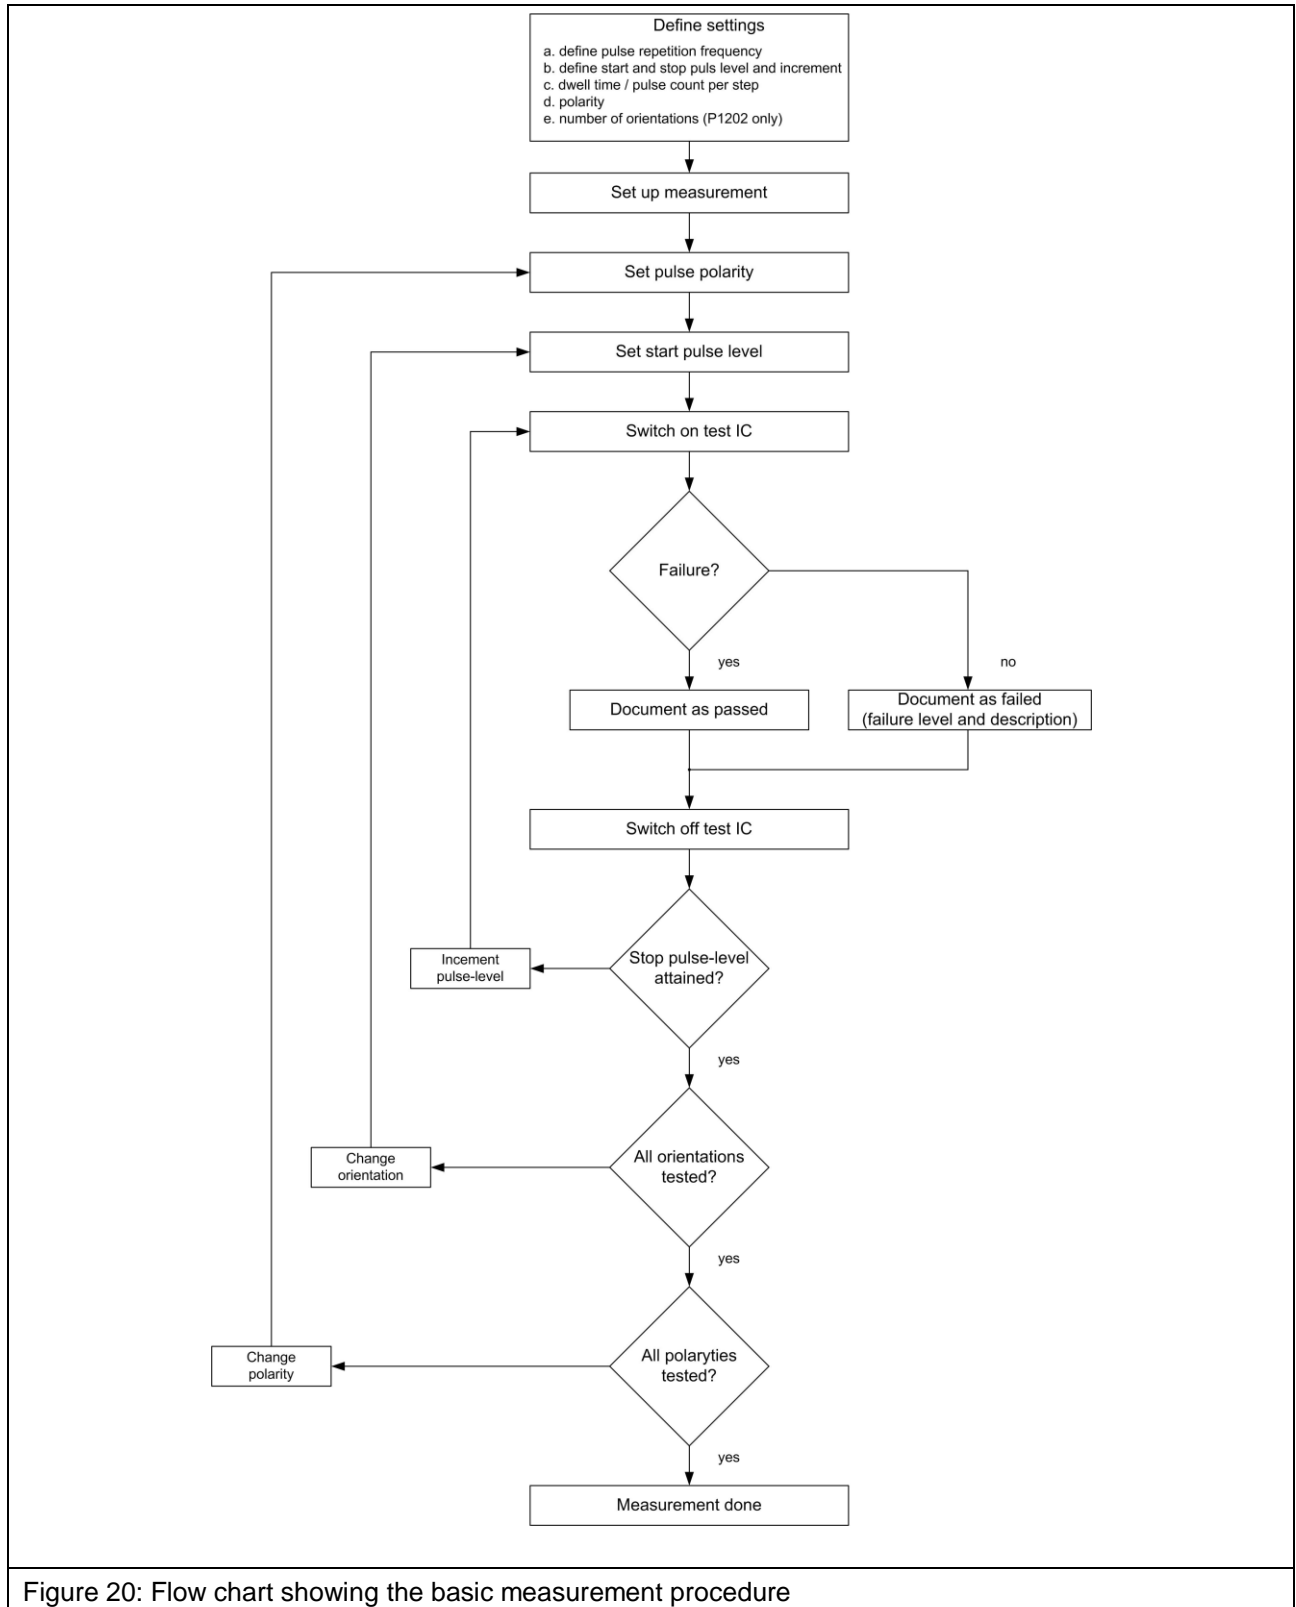 Define settings
a. define pulse repetition frequency
b. define start and stop puls level and increment
c. dwell time / pulse count per step
d. polarity
e. number of orientations (P1202 only)
Set up measurement
Set pulse polarity
Set start pulse level
Switch on test IC
Failure?
yes
no
Document as passed
Document as failed
(failure level and description)
Switch off test IC
Stop pulse-level
attained?
Incement
pulse-level
yes
All orientations
tested?
Change
orientation
yes
All polaryties
tested?
Change
polarity
yes
Measurement done
Figure 20: Flow chart showing the basic measurement procedure